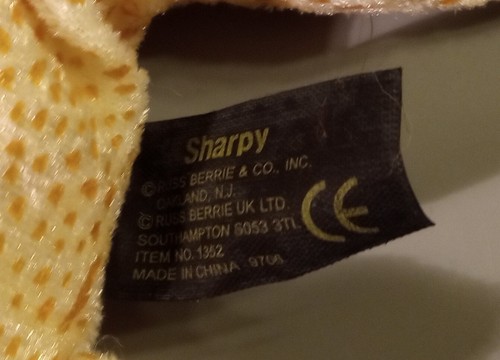 Sharpy
© RUSS BERRIE & CO., INC.
OAKLAND, N.J.
© RUSS BERRIE UK LTD.
SOUTHAMPTON S053 3TL
ITEM NO. 1352
MADE IN CHINA 9706
CE